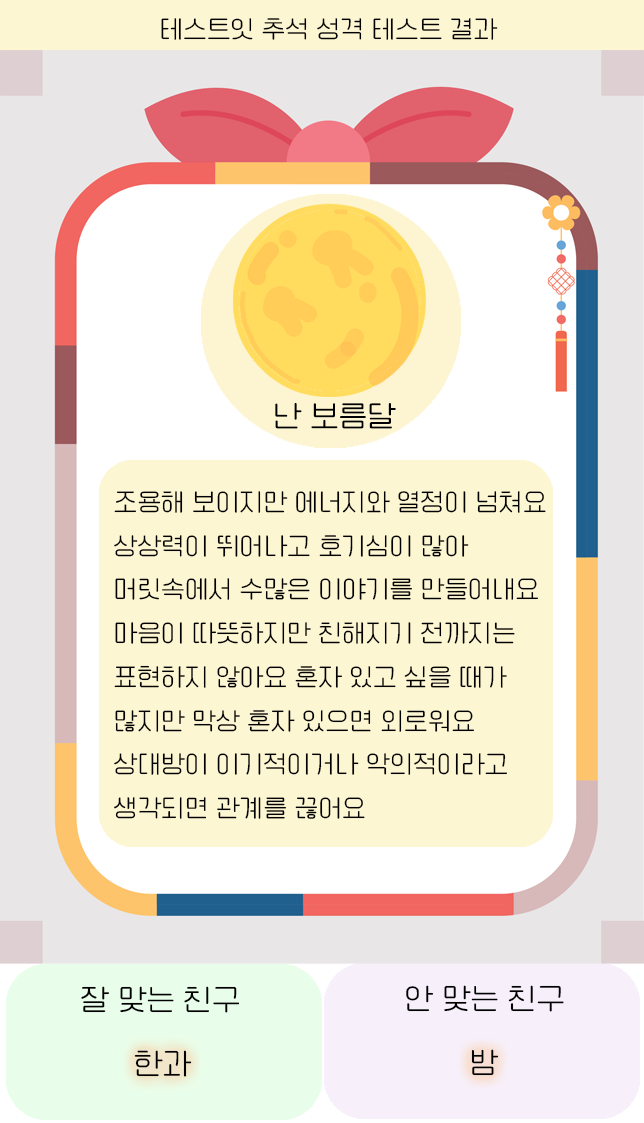 테스트잇 추석 성격 테스트 결과
난 보름달
조용해 보이지만 에너지와 열정이 넘쳐요
상상력이 뛰어나고 호기심이 많아
머릿속에서 수많은 이야기를 만들어내요
마음이 따뜻하지만 친해지기 전까지는
표현하지 않아요 혼자 있고 싶을 때가
많지만 막상 혼자 있으면 외로워요
상대방이 이기적이거나 악의적이라고
생각되면 관계를 끊어요
잘 맞는 친구
한과
안 맞는 친구
밤